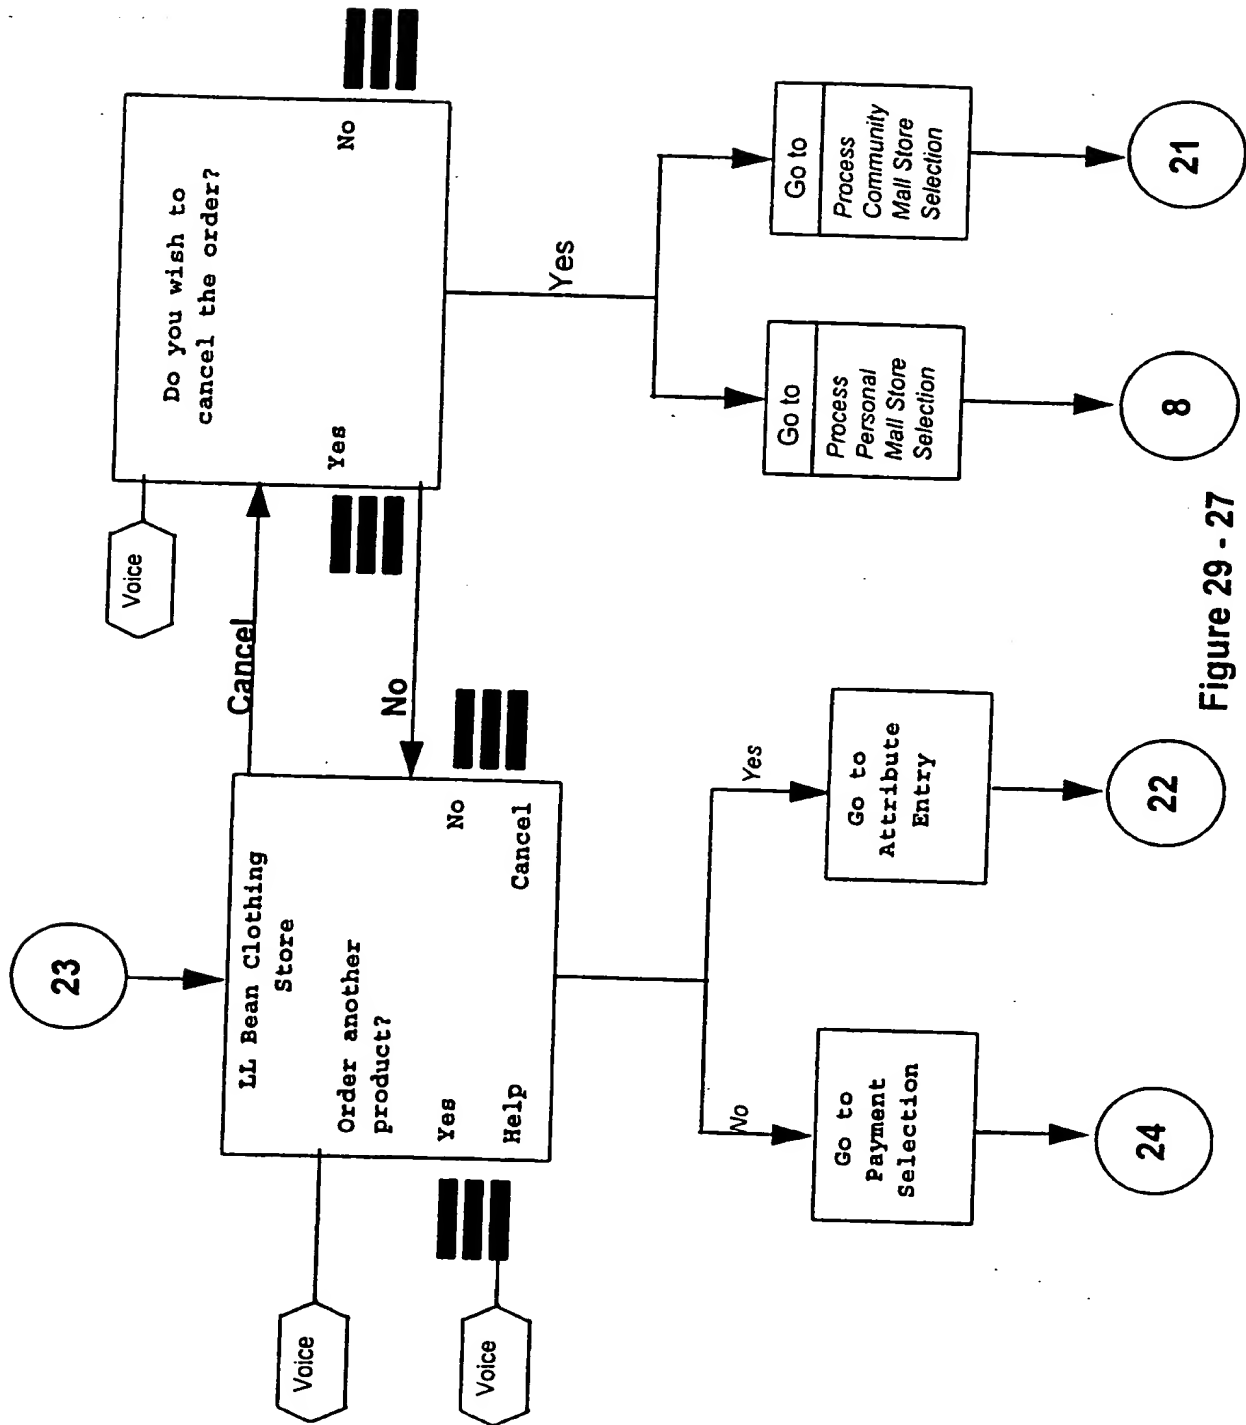 23
Voice
LL Bean Clothing
Store
Order another
product?
Yes
No
Help
Cancel
Voice
Cancel
No
Voice
Do you wish to
cancel the order?
Yes
No
No
Yes
Go to
Payment
Selection
Go to
Attribute
Entry
24
22
Yes
Go to
Process
Personal
Mall Store
Selection
Go to
Process
Community
Mall Store
Selection
8
21
Figure 29 - 27